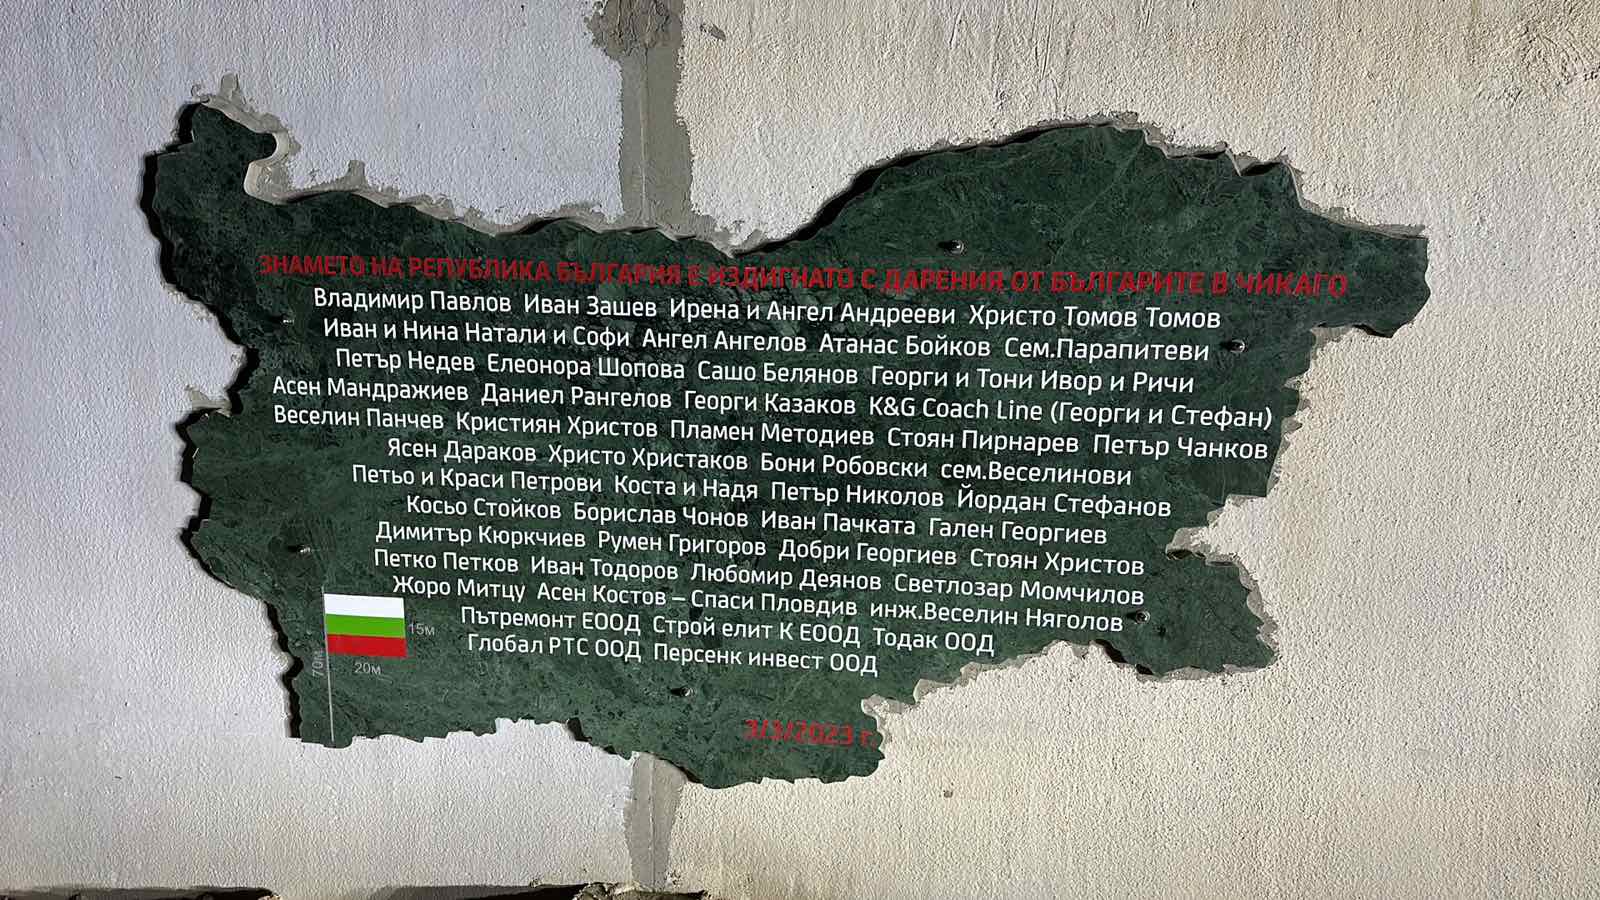 ЗНАМЕТО НА РЕПУБЛИКА БЪЛГАРИЯ Е ИЗДИГНАТО С ДАРЕНИЯ ОТ БЪЛГАРИТЕ В ЧИКАГО
Владимир Павлов Иван Зашев Ирена и Ангел Андрееви Христо Томов Томов
Иван и Нина Натали и Софи Ангел Ангелов Атанас Бойков Сем.Парапитеви
Петър Недев Елеонора Шопова Сашо Белянов Георги и Тони Ивор и Ричи
Асен Мандражиев Даниел Рангелов Георги Казаков K&G Coach Line (Георги и Стефан)
Веселин Панчев Кристиян Христов Пламен Методиев Стоян Пирнарев Петър Чанков
Ясен Дараков Христо Христаков Бони Робовски сем.Веселинови
Петьо и Краси Петрови Коста и Надя Петър Николов Йордан Стефанов
Косьо Стойков Борислав Чонов Иван Пачката Гален Георгиев
Димитър Кюркчиев Румен Григоров Добри Георгиев Стоян Христов
Петко Петков Иван Тодоров Любомир Деянов Светлозар Момчилов
Жоро Митцу Асен Костов – Спаси Пловдив инж.Веселин Няголов
Пътремонт ЕООД Строй елит К ЕООД Тодак ООД
Глобал РТС ООД Персенк инвест ООД
15м
20м
70м
3/3/2023 г.